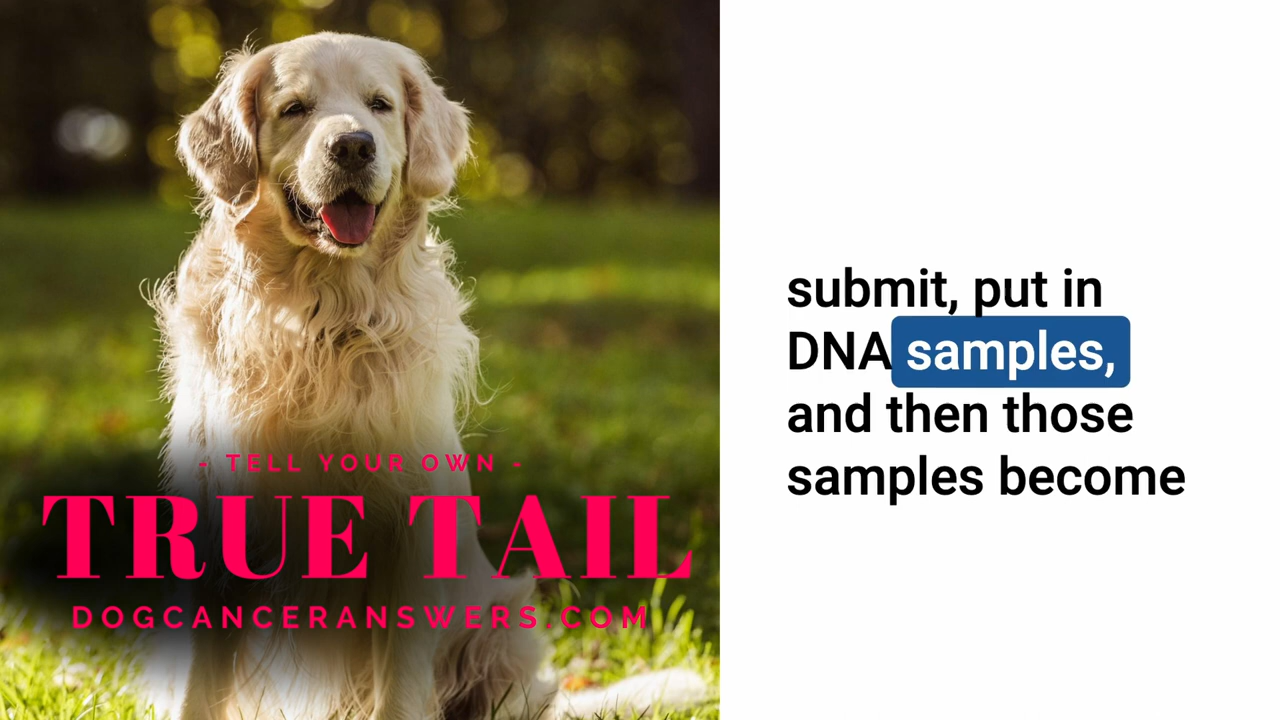 - TELL YOUR OWN -
TRUE TAIL
DOGCANCERANSWERS.COM
submit, put in
DNA samples,
and then those
samples become